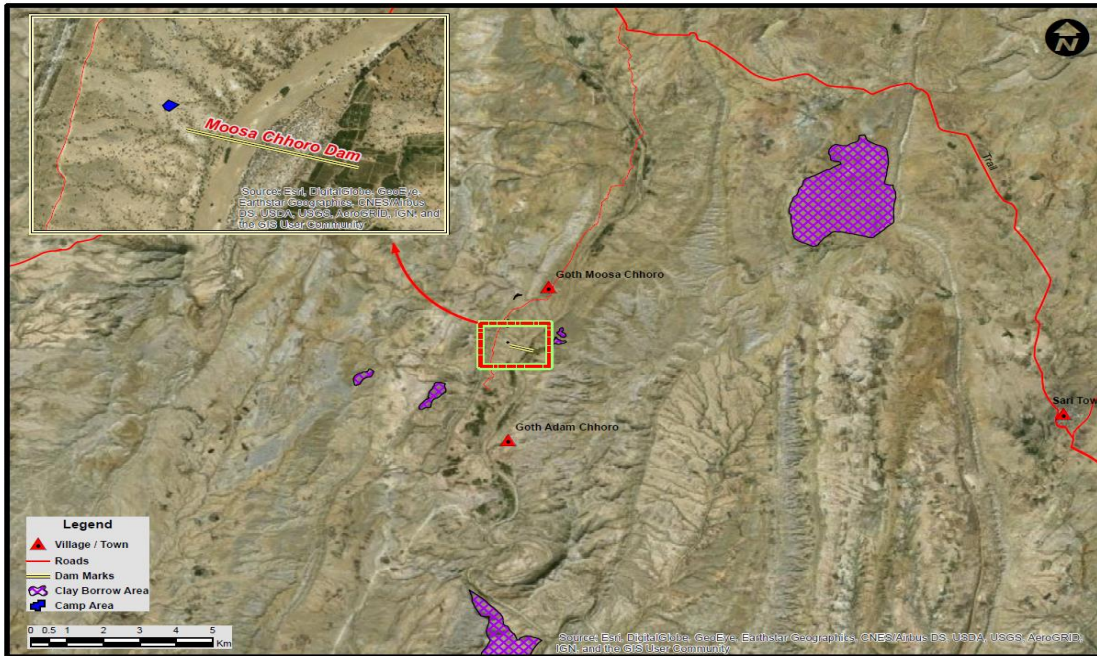 Moosa Chhoro Dam
Source: Esri, DigitalGlobe, GeoEye,
Earthstar Geographics, CNES/Airbus
DS, USDA, USGS, AeroGRID, IGN, and
the GIS User Community
N
Trail
Goth Moosa Chhoro
Sari Tow
Goth Adam Chhoro
Legend
Village / Town
Roads
Dam Marks
Clay Borrow Area
Camp Area
0 0.5 1 2 3 4 5
Km
Source: Esri, DigitalGlobe, GeoEye, Earthstar Geographics, CNES/Airbus DS, USDA, USGS, AeroGRID,
IGN, and the GIS User Community